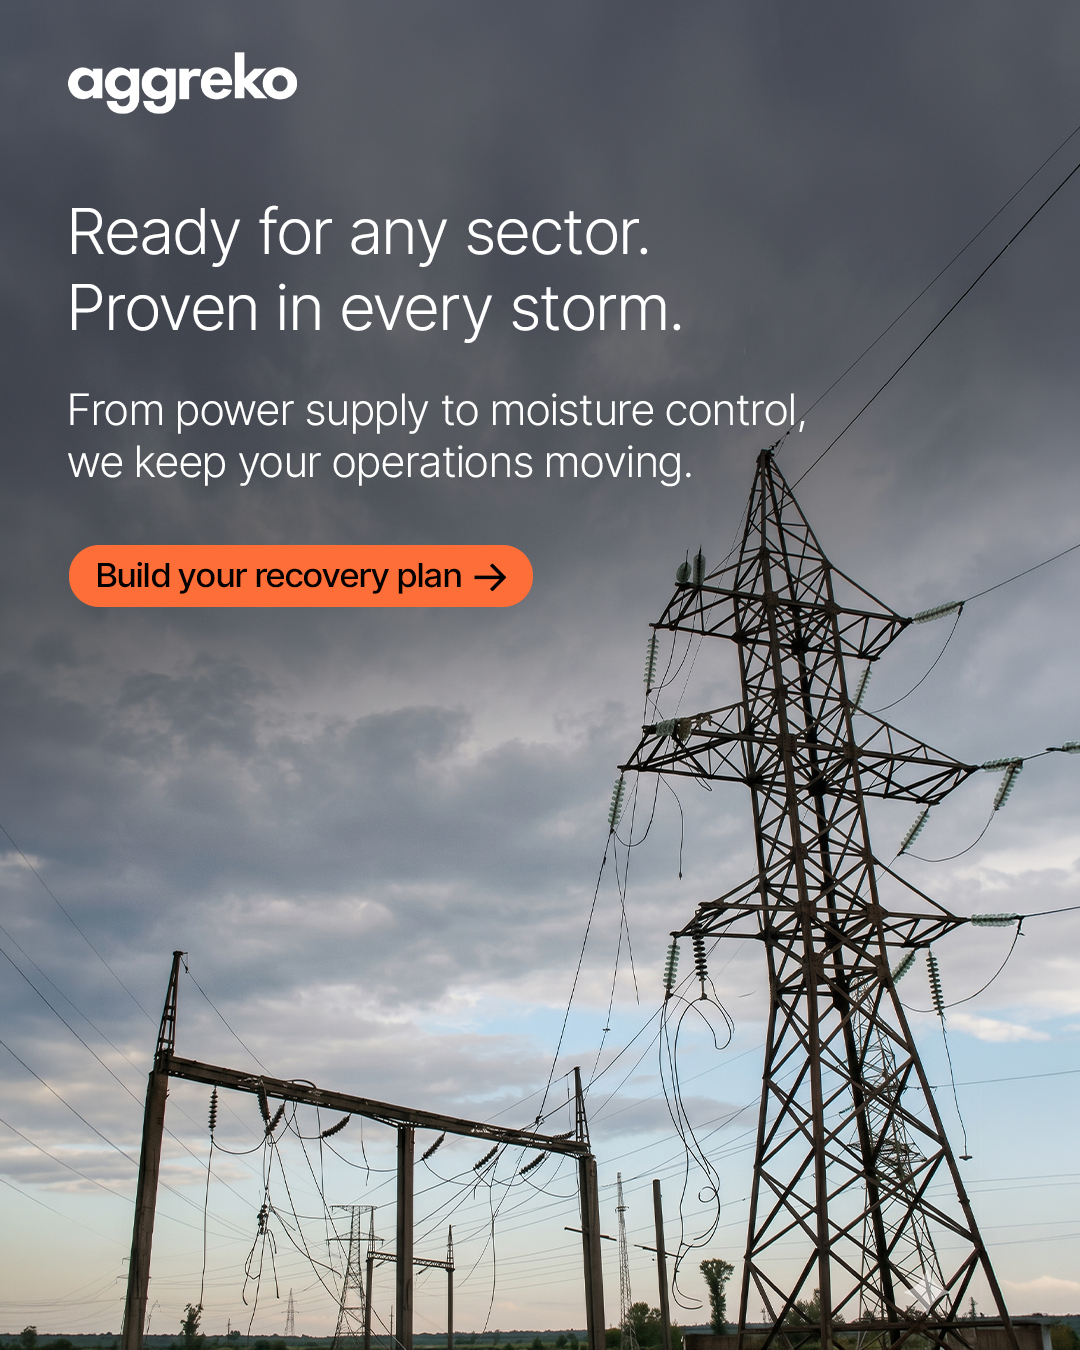 aggreko
Ready for any sector.
Proven in every storm.
From power supply to moisture control,
we keep your operations moving.
Build your recovery plan →